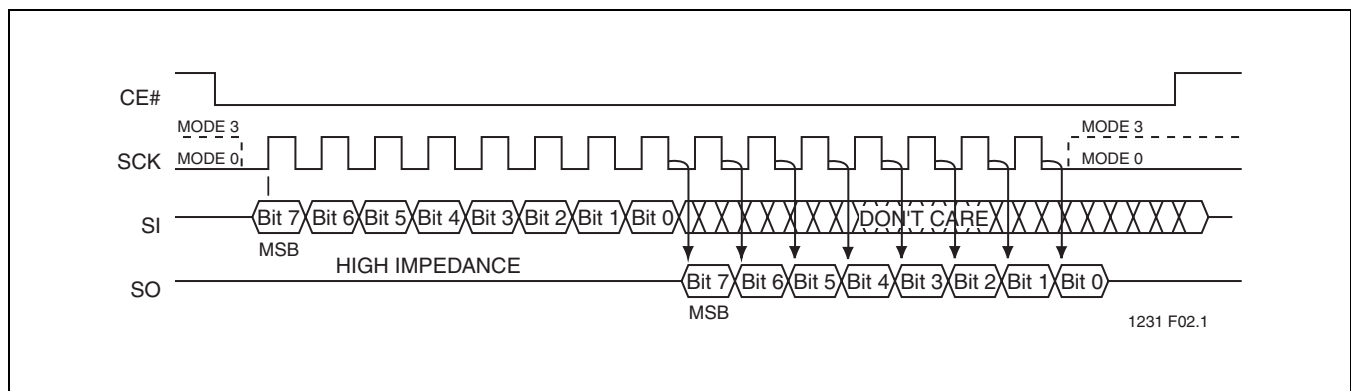 CE#
MODE 3 MODE 3
SCK MODE 0 MODE 0
SI Bit 7 Bit 6 Bit 5 Bit 4 Bit 3 Bit 2 Bit 1 Bit 0 DON'T CARE
MSB
HIGH IMPEDANCE
SO Bit 7 Bit 6 Bit 5 Bit 4 Bit 3 Bit 2 Bit 1 Bit 0
MSB
1231 F02.1